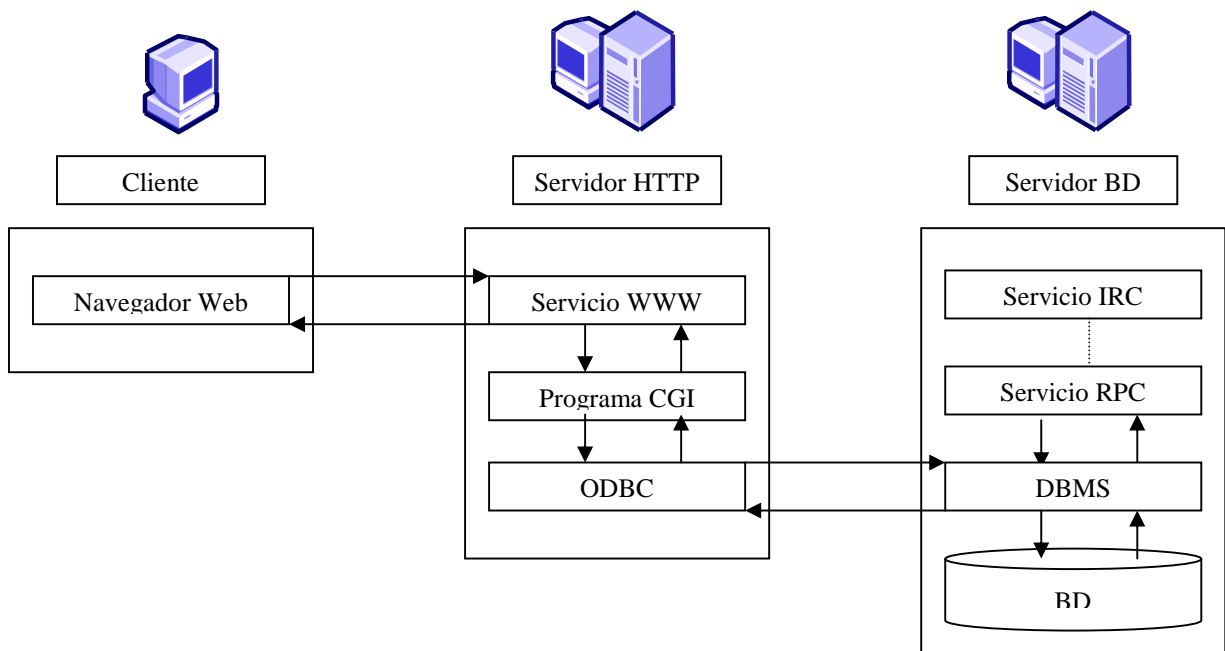 Cliente
Servidor HTTP
Servidor BD
Navegador Web
Servicio WWW
Servicio IRC
Programa CGI
Servicio RPC
ODBC
DBMS
BD